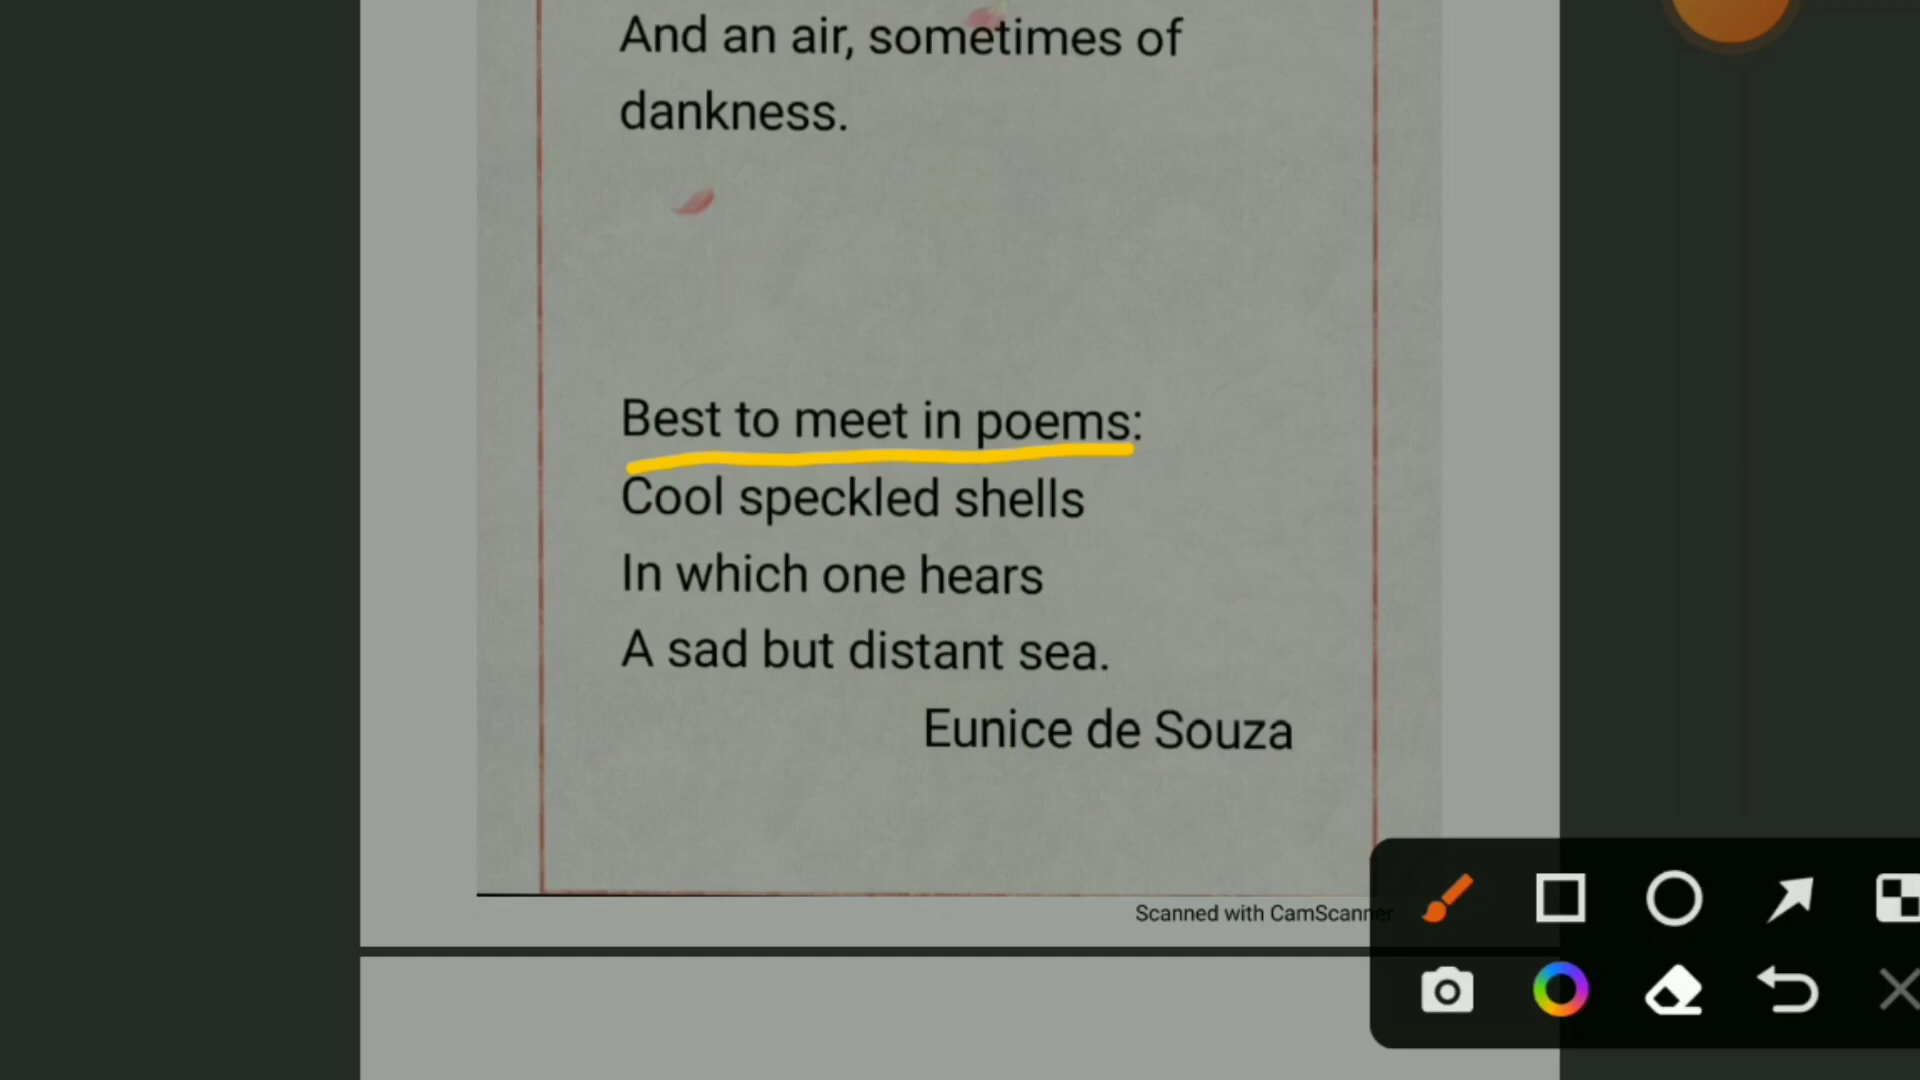 And an air, sometimes of
dankness.
Best to meet in poems:
Cool speckled shells
In which one hears
A sad but distant sea.
Eunice de Souza
Scanned with CamScanner